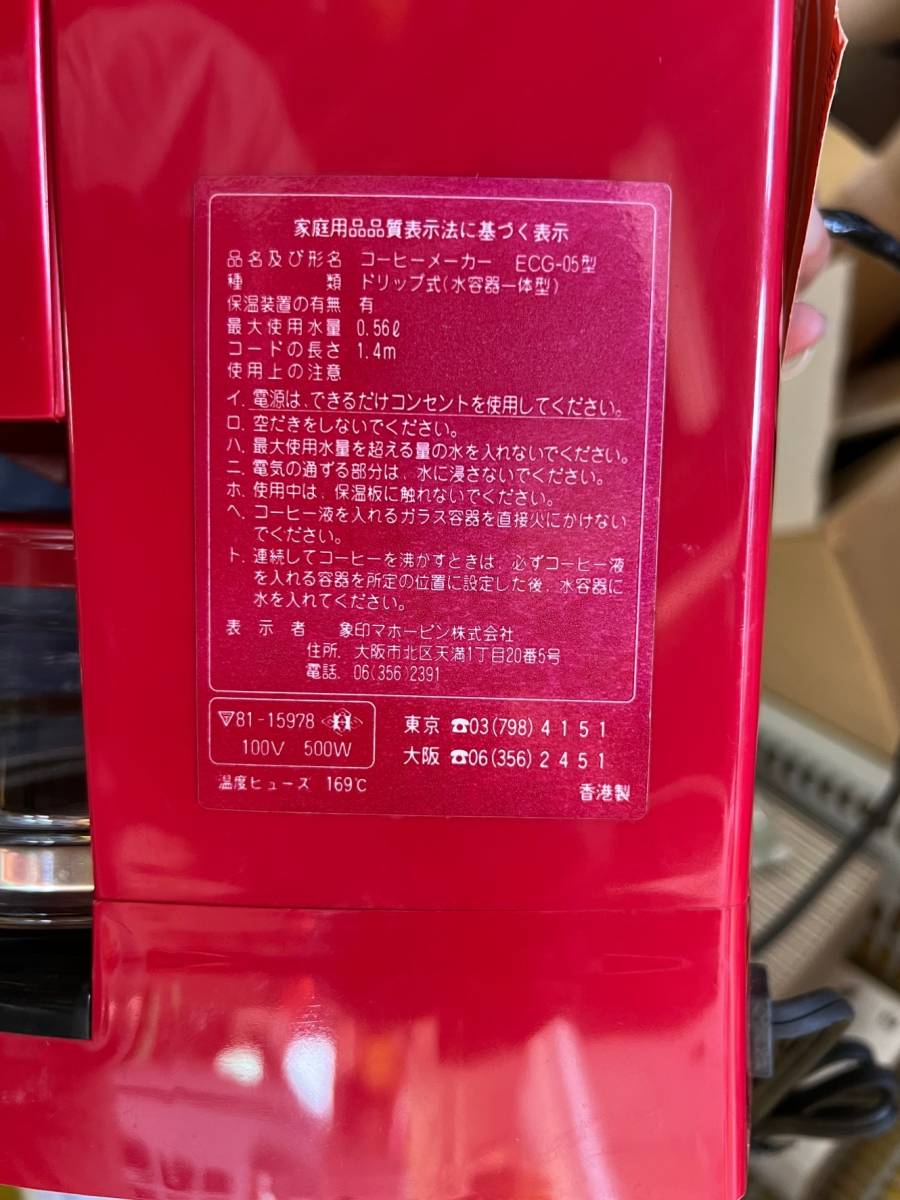 家庭用品品質表示法に基づく表示
品名及び形名 コーヒーメーカー ECG-05型
種類 ドリップ式(水容器一体型)
保温装置の有無 有
最大使用水量 0.56ℓ
コードの長さ 1.4m
使用上の注意
イ. 電源は、できるだけコンセントを使用してください。
ロ. 空だきをしないでください。
ハ. 最大使用水量を超える量の水を入れないでください。
ニ. 電気の通ずる部分は、水に浸さないでください。
ホ. 使用中は、保温板に触れないでください。
ヘ. コーヒー液を入れるガラス容器を直接火にかけない
でください。
ト. 連続してコーヒーを沸かすときは、必ずコーヒー液
を入れる容器を所定の位置に設定した後、水容器に
水を入れてください。
表示者 象印マホービン株式会社
住所. 大阪市北区天満1丁目20番5号
電話. 06(356)2391
▽81-15978
100V 500W
東京 ☎03(798)4151
大阪 ☎06(356)2451
温度ヒューズ 169℃
香港製